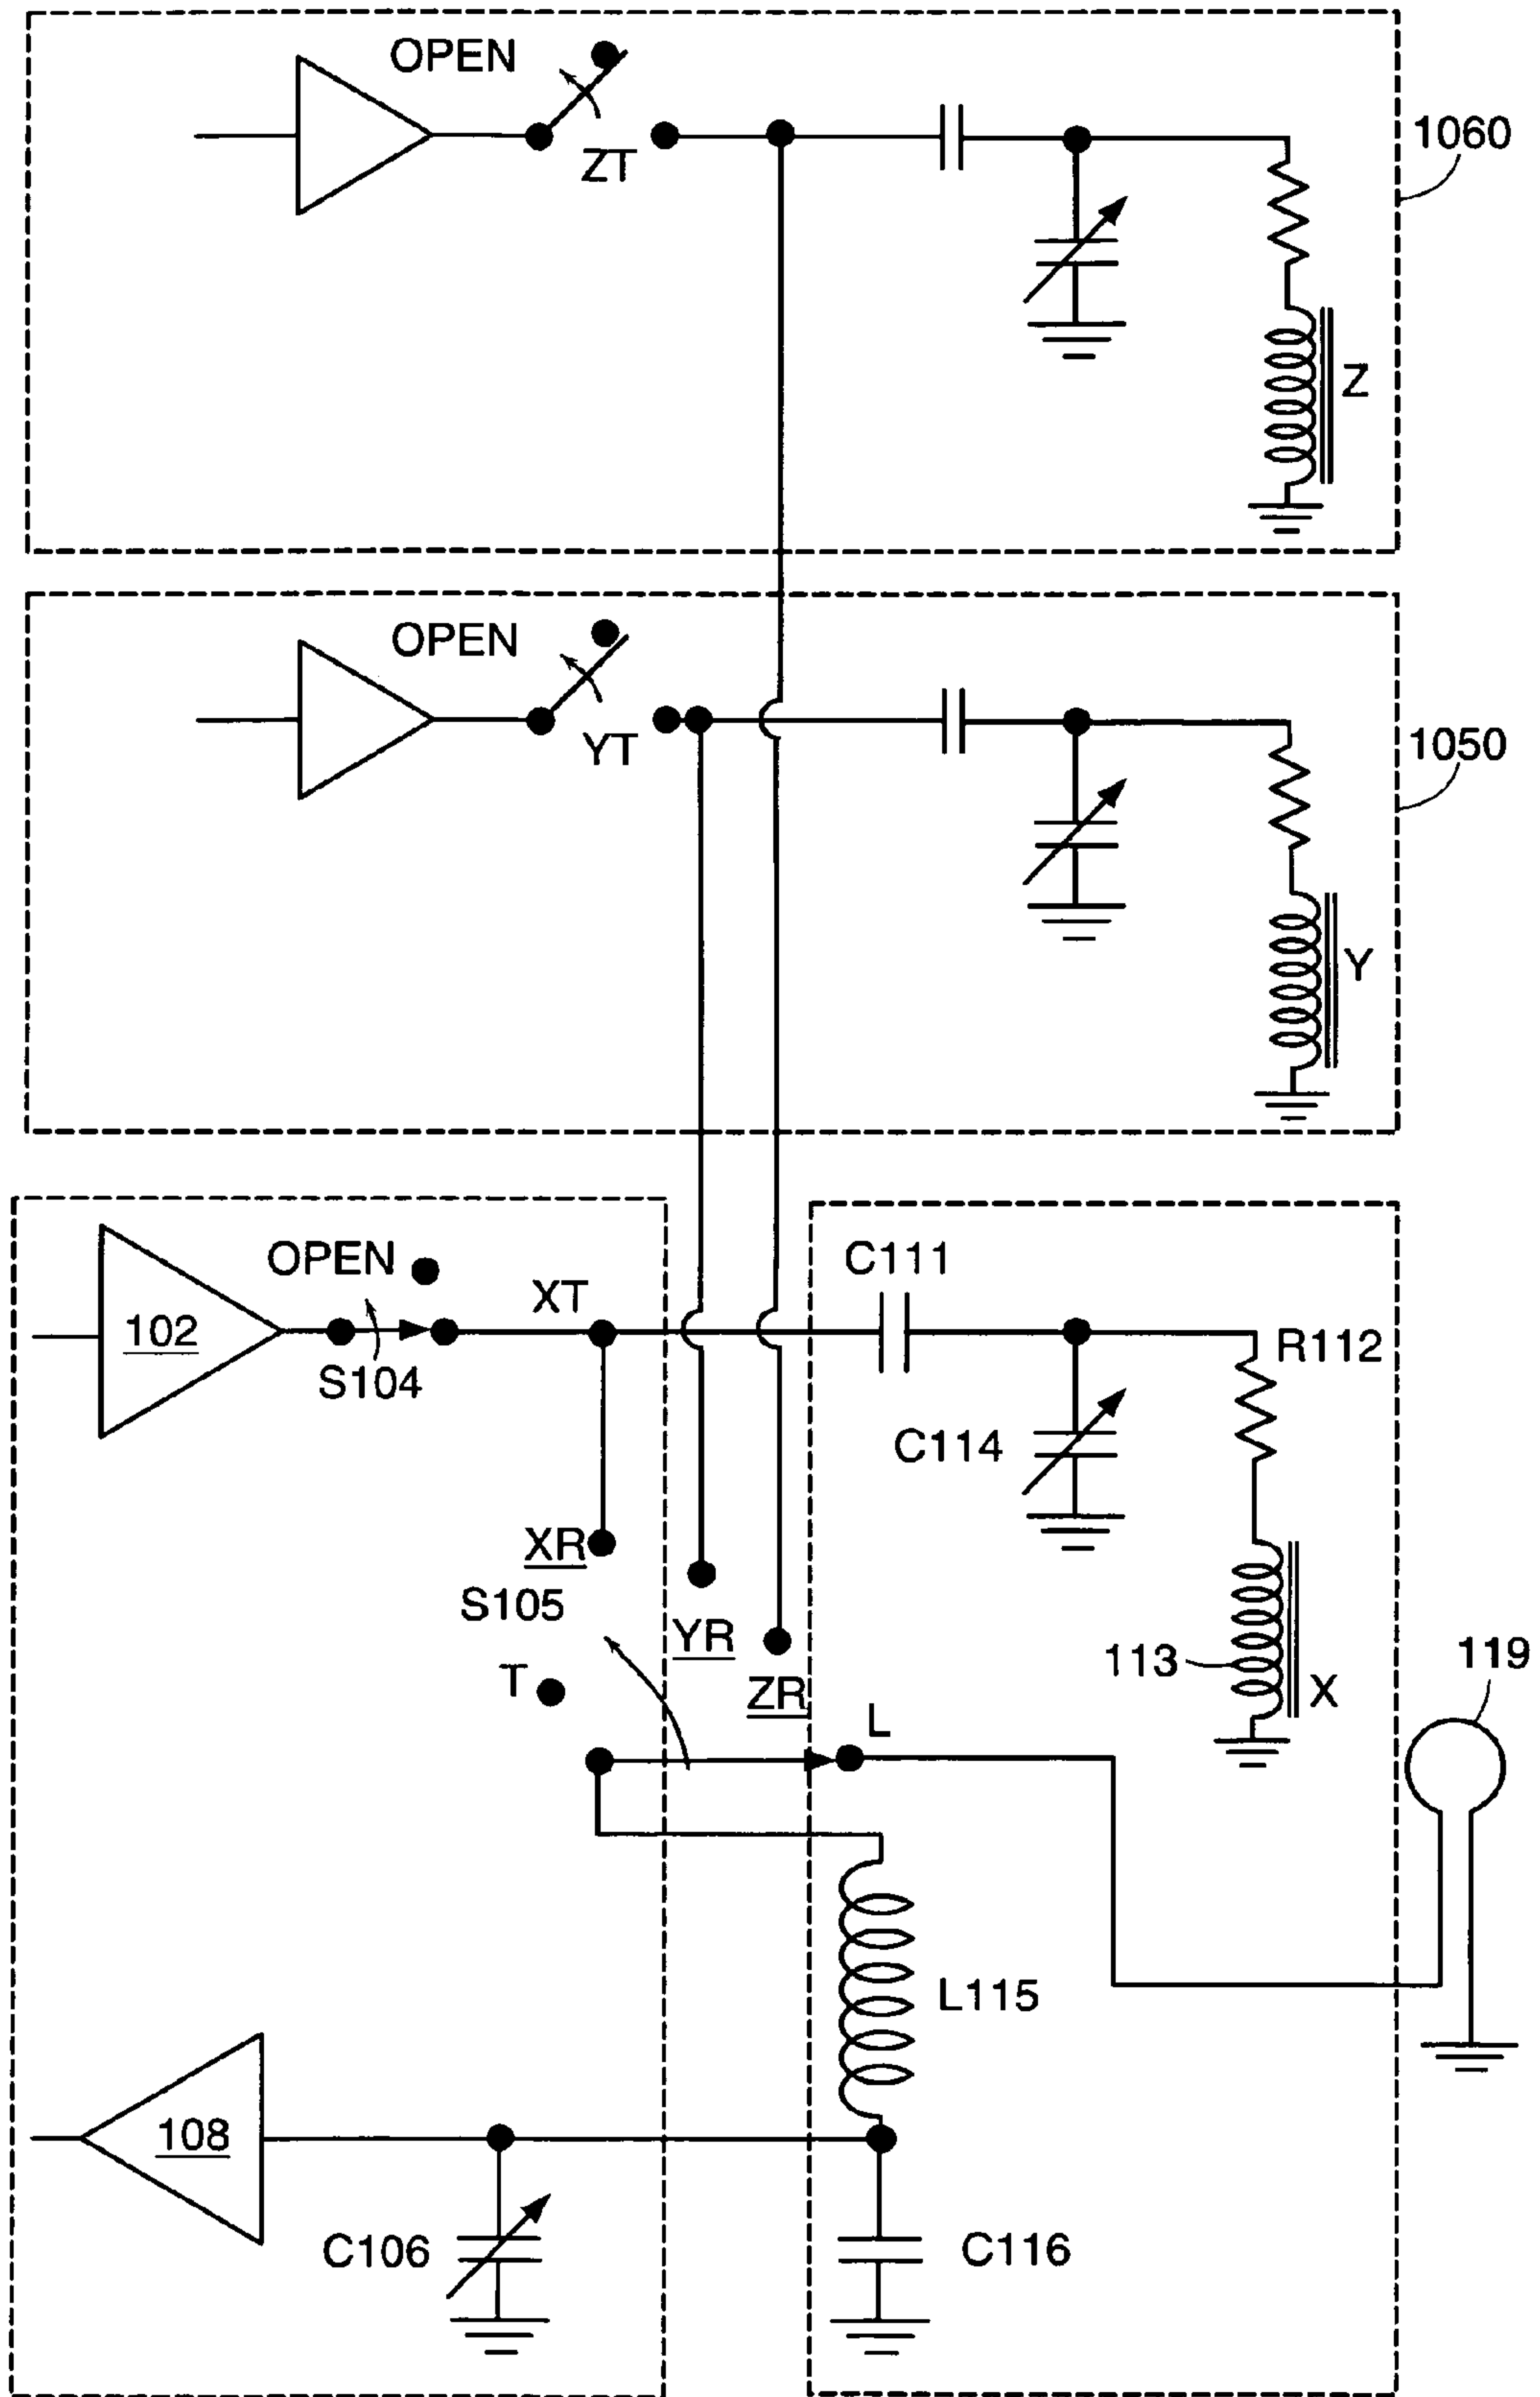 OPEN
ZT
1060
Z
OPEN
YT
1050
Y
OPEN
102
S104
XT
C111
R112
C114
XR
S105
YR
ZR
T
L
113
X
119
L115
108
C106
C116